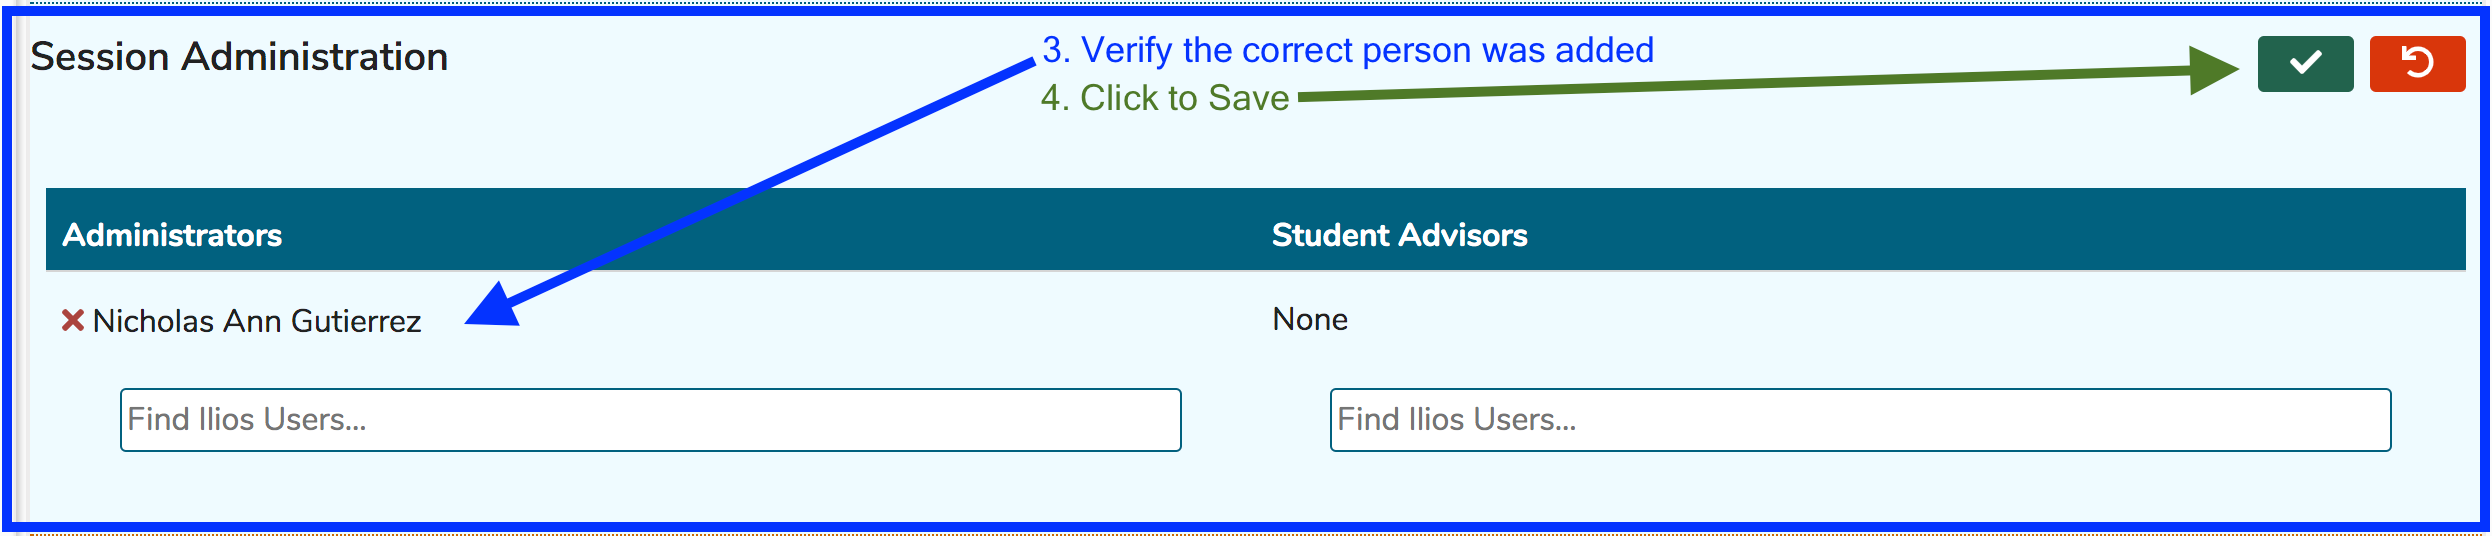 Session Administration
3. Verify the correct person was added
4. Click to Save
Administrators
Student Advisors
Nicholas Ann Gutierrez
None
Find Ilios Users...
Find Ilios Users...